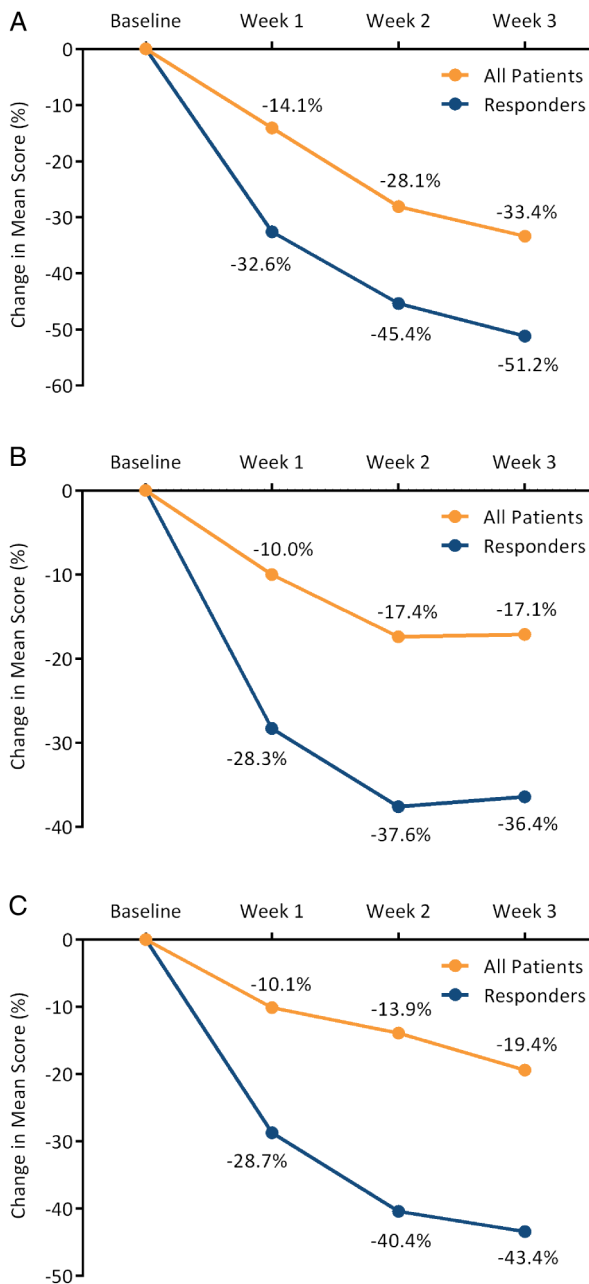 A
Baseline Week 1 Week 2 Week 3
Change in Mean Score (%)
0
-10
-20
-30
-40
-50
-60
All Patients
Responders
-14.1%
-28.1%
-33.4%
-32.6%
-45.4%
-51.2%
B
Baseline Week 1 Week 2 Week 3
Change in Mean Score (%)
0
-10
-20
-30
-40
All Patients
Responders
-10.0%
-17.4%
-17.1%
-28.3%
-37.6%
-36.4%
C
Baseline Week 1 Week 2 Week 3
Change in Mean Score (%)
0
-10
-20
-30
-40
-50
All Patients
Responders
-10.1%
-13.9%
-19.4%
-28.7%
-40.4%
-43.4%